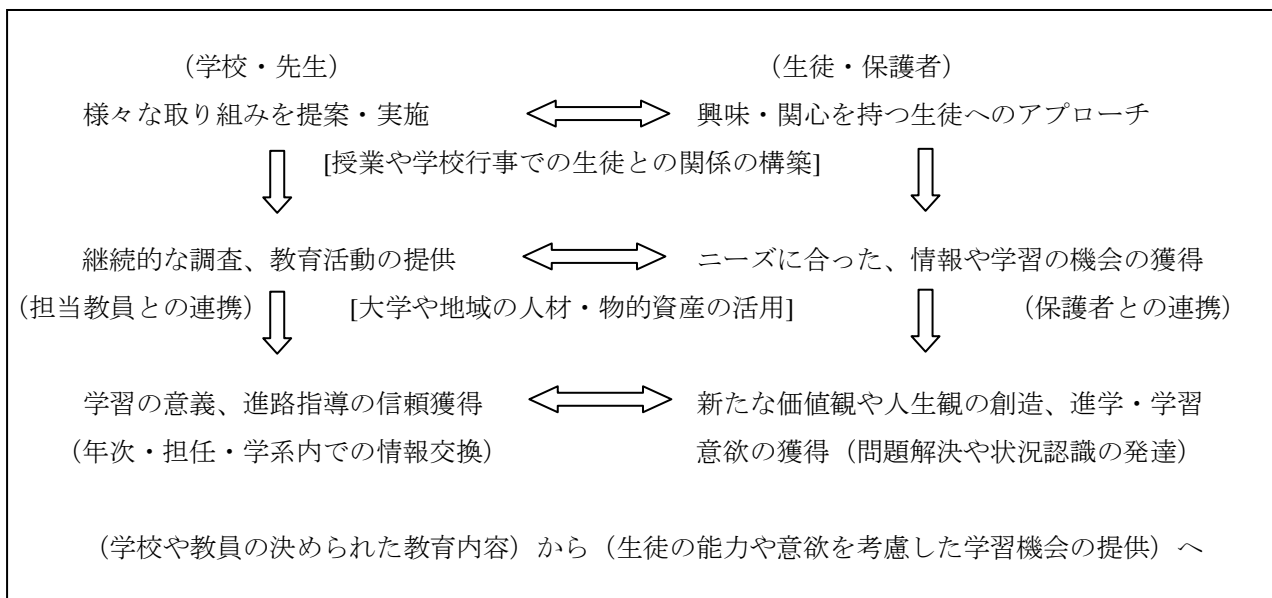 （学校・先生） （生徒・保護者）
様々な取り組みを提案・実施 興味・関心を持つ生徒へのアプローチ
[授業や学校行事での生徒との関係の構築]
継続的な調査、教育活動の提供 ニーズに合った、情報や学習の機会の獲得
（担当教員との連携） [大学や地域の人材・物的資産の活用] （保護者との連携）
学習の意義、進路指導の信頼獲得 新たな価値観や人生観の創造、進学・学習
（年次・担任・学系内での情報交換） 意欲の獲得（問題解決や状況認識の発達）
（学校や教員の決められた教育内容）から（生徒の能力や意欲を考慮した学習機会の提供）へ